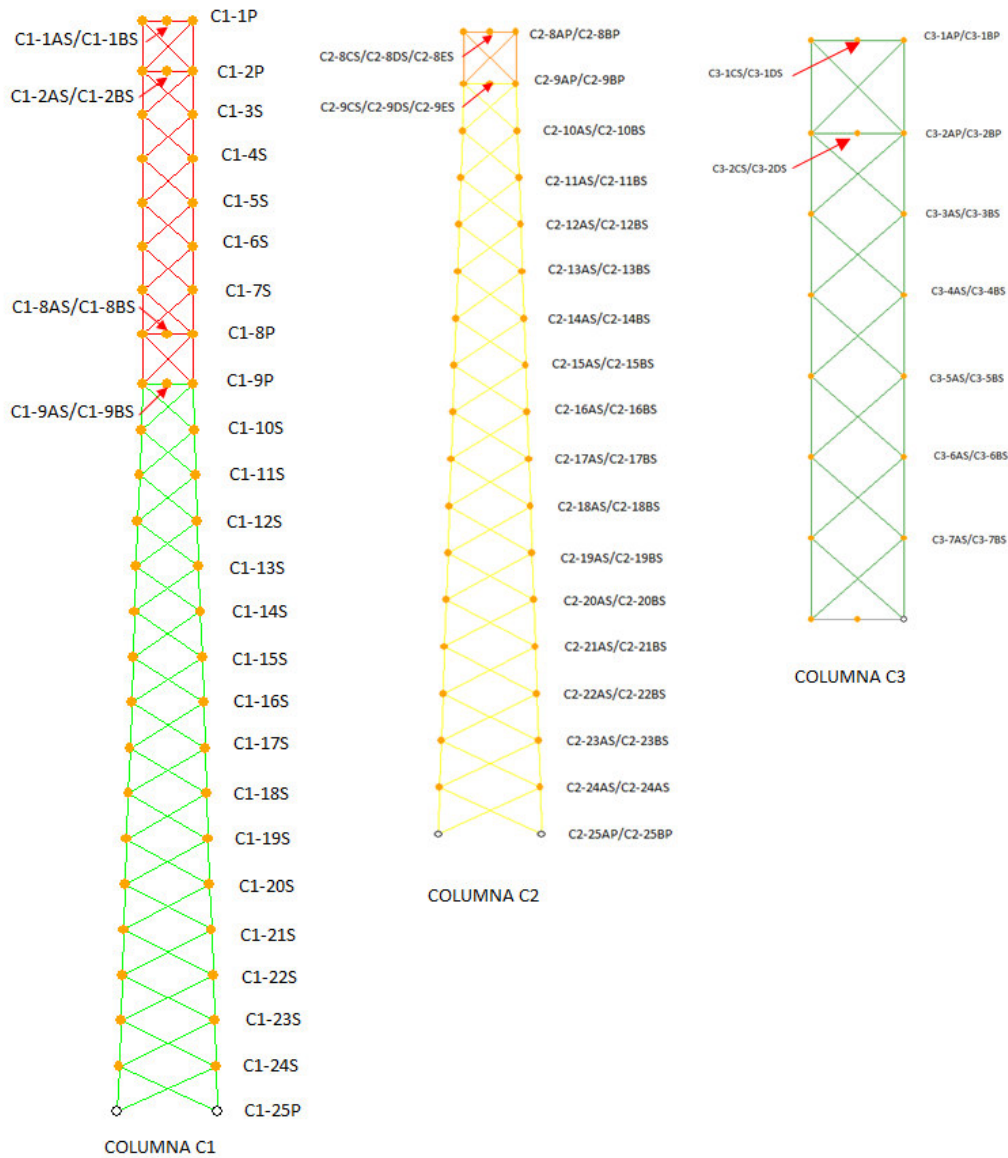 C1-1P
C1-1AS/C1-1BS
C1-2P
C1-2AS/C1-2BS
C1-3S
C1-4S
C1-5S
C1-6S
C1-7S
C1-8AS/C1-8BS
C1-8P
C1-9P
C1-9AS/C1-9BS
C1-10S
C1-11S
C1-12S
C1-13S
C1-14S
C1-15S
C1-16S
C1-17S
C1-18S
C1-19S
C1-20S
C1-21S
C1-22S
C1-23S
C1-24S
C1-25P
COLUMNA C1
C2-8AP/C2-8BP
C2-8CS/C2-8DS/C2-8ES
C2-9AP/C2-9BP
C2-9CS/C2-9DS/C2-9ES
C2-10AS/C2-10BS
C2-11AS/C2-11BS
C2-12AS/C2-12BS
C2-13AS/C2-13BS
C2-14AS/C2-14BS
C2-15AS/C2-15BS
C2-16AS/C2-16BS
C2-17AS/C2-17BS
C2-18AS/C2-18BS
C2-19AS/C2-19BS
C2-20AS/C2-20BS
C2-21AS/C2-21BS
C2-22AS/C2-22BS
C2-23AS/C2-23BS
C2-24AS/C2-24AS
C2-25AP/C2-25BP
COLUMNA C2
C3-1AP/C3-1BP
C3-1CS/C3-1DS
C3-2AP/C3-2BP
C3-2CS/C3-2DS
C3-3AS/C3-3BS
C3-4AS/C3-4BS
C3-5AS/C3-5BS
C3-6AS/C3-6BS
C3-7AS/C3-7BS
COLUMNA C3